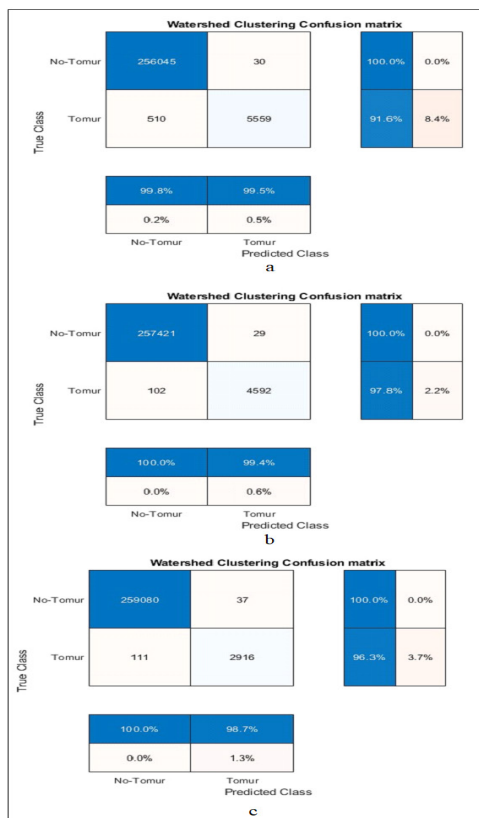 Watershed Clustering Confusion matrix
No-Tomur 256045 30 100.0% 0.0%
Tomur 510 5559 91.6% 8.4%
True Class
99.8% 99.5%
0.2% 0.5%
No-Tomur Tomur
Predicted Class
a
Watershed Clustering Confusion matrix
No-Tomur 257421 29 100.0% 0.0%
Tomur 102 4592 97.8% 2.2%
True Class
100.0% 99.4%
0.0% 0.6%
No-Tomur Tomur
Predicted Class
b
Watershed Clustering Confusion matrix
No-Tomur 259080 37 100.0% 0.0%
Tomur 111 2916 96.3% 3.7%
True Class
100.0% 98.7%
0.0% 1.3%
No-Tomur Tomur
Predicted Class
c